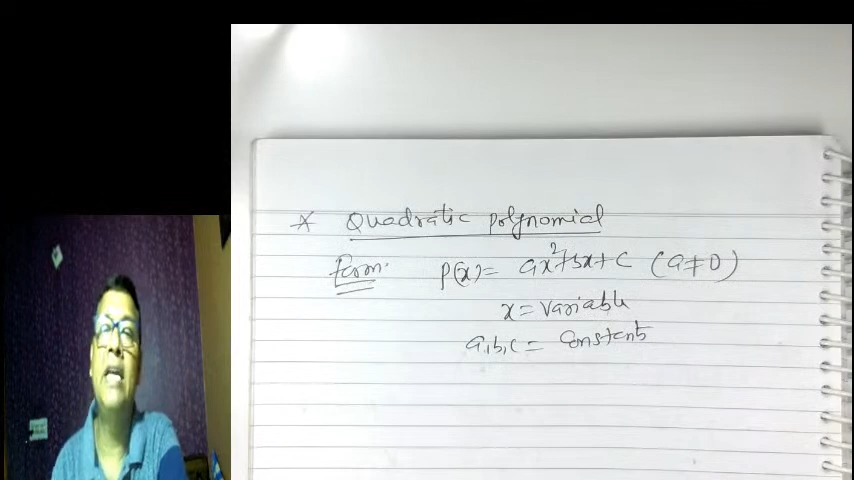 * Quadratic Polynomial
Form. P(x) = ax²+bx+c (a≠0)
x = variable
a,b,c = Constants